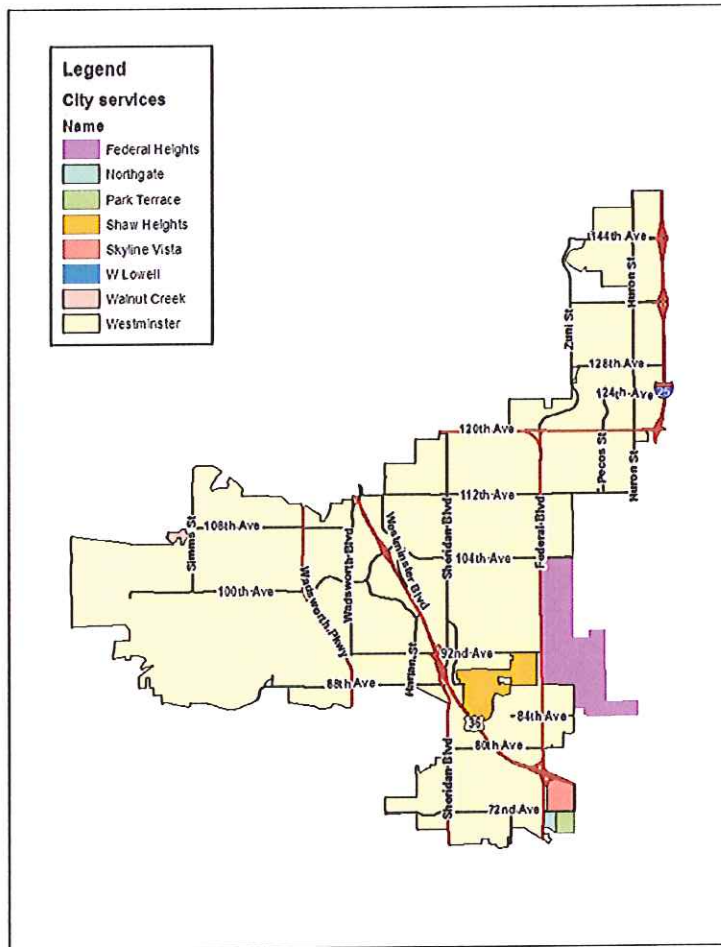 Legend
City services
Name
Federal Heights
Northgate
Park Terrace
Shaw Heights
Skyline Vista
W Lowell
Walnut Creek
Westminster
144th Ave
Huron St
Zuni St
128th Ave
124th Ave
25
120th Ave
Pecos St
Huron St
112th Ave
Simms St
108th Ave
Wadsworth Blvd
Westminster Blvd
Sheridan Blvd
Federal Blvd
104th Ave
100th Ave
Wadsworth Pkwy
Harlan St
92nd Ave
88th Ave
36
84th Ave
80th Ave
Sheridan Blvd
72nd Ave